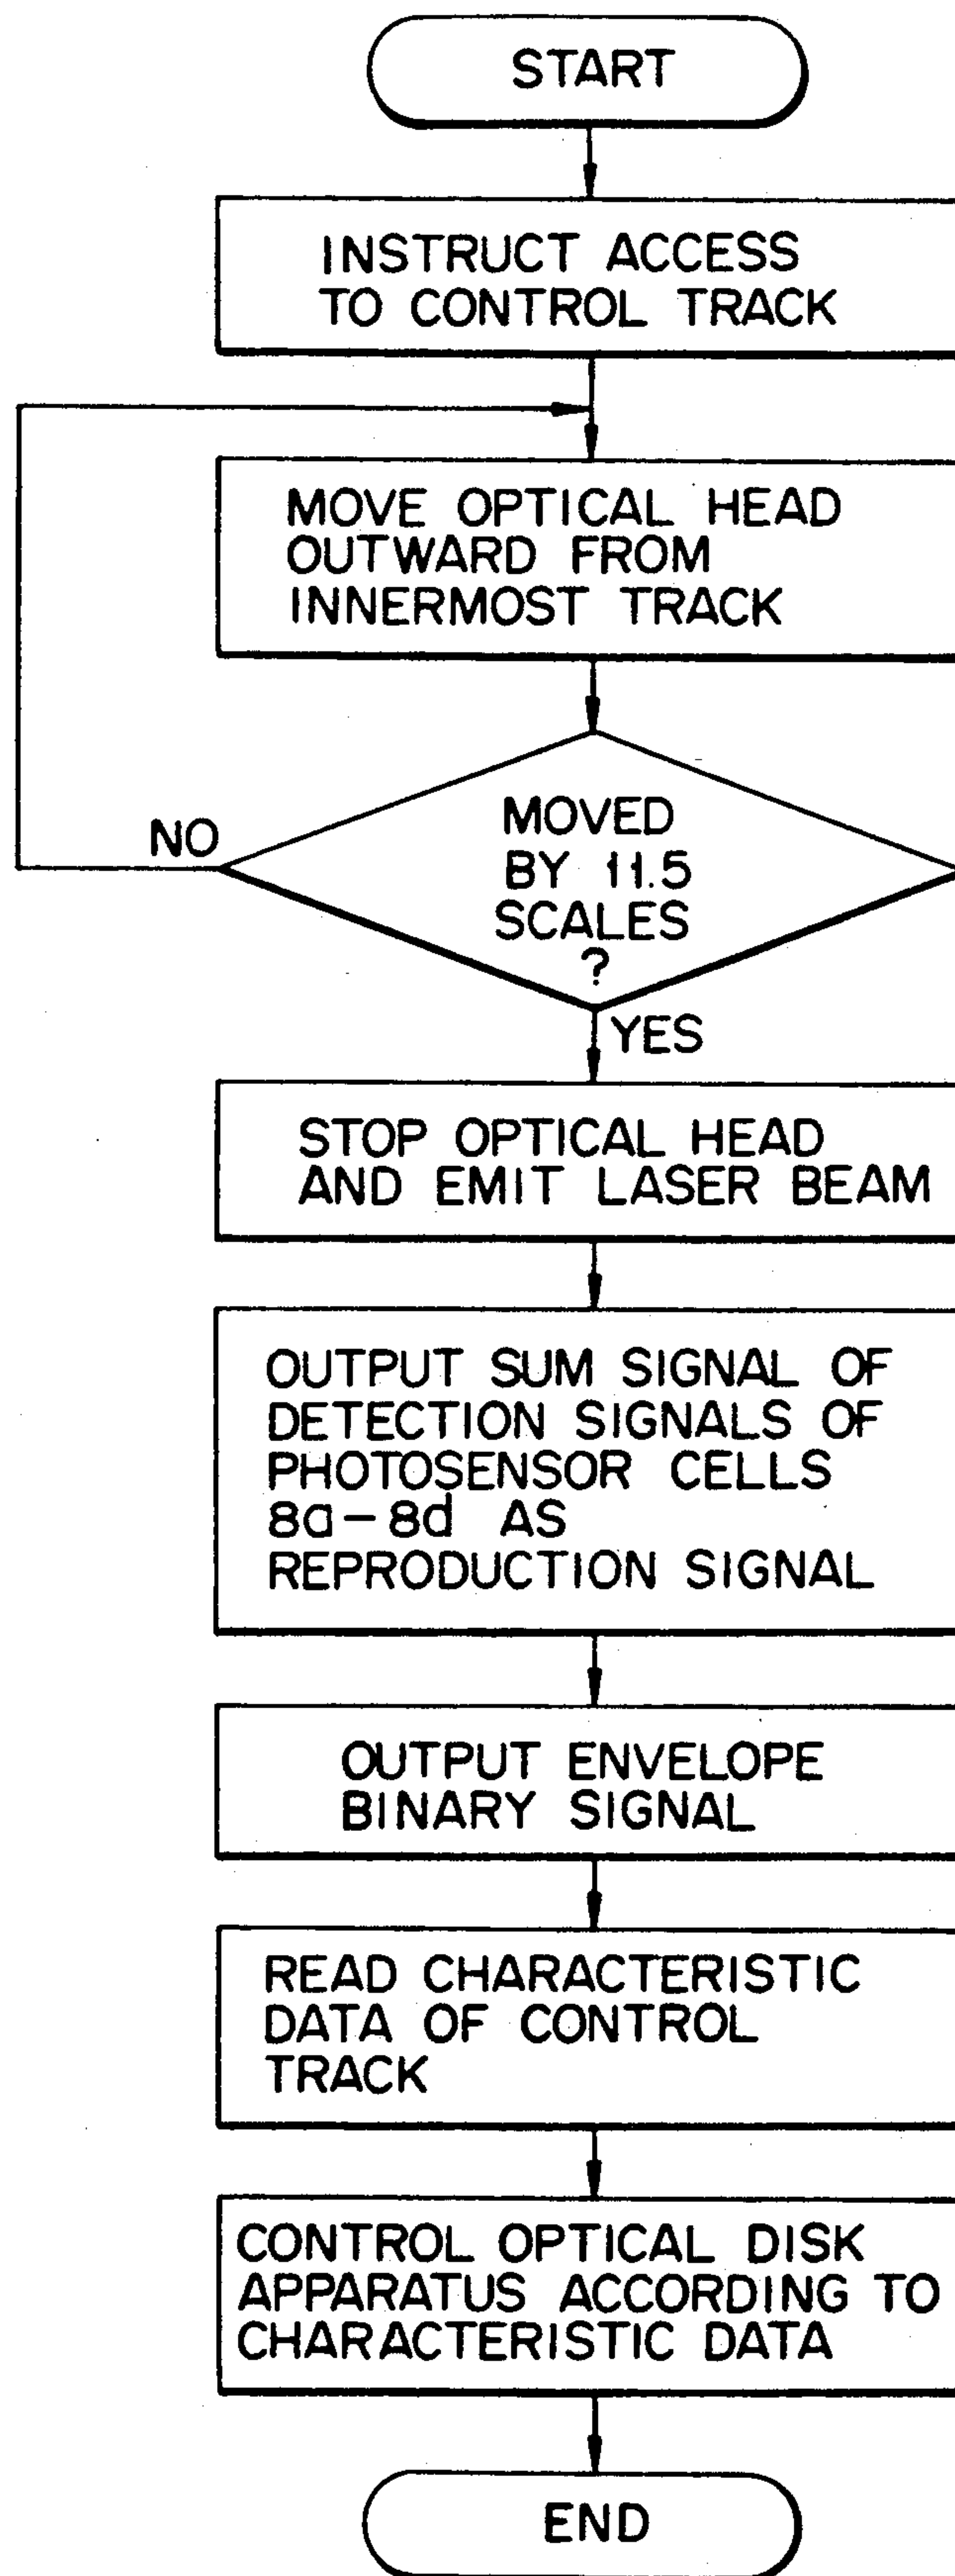 START
INSTRUCT ACCESS
TO CONTROL TRACK
MOVE OPTICAL HEAD
OUTWARD FROM
INNERMOST TRACK
NO
MOVED
BY 11.5
SCALES
?
YES
STOP OPTICAL HEAD
AND EMIT LASER BEAM
OUTPUT SUM SIGNAL OF
DETECTION SIGNALS OF
PHOTOSENSOR CELLS
8a-8d AS
REPRODUCTION SIGNAL
OUTPUT ENVELOPE
BINARY SIGNAL
READ CHARACTERISTIC
DATA OF CONTROL
TRACK
CONTROL OPTICAL DISK
APPARATUS ACCORDING TO
CHARACTERISTIC DATA
END